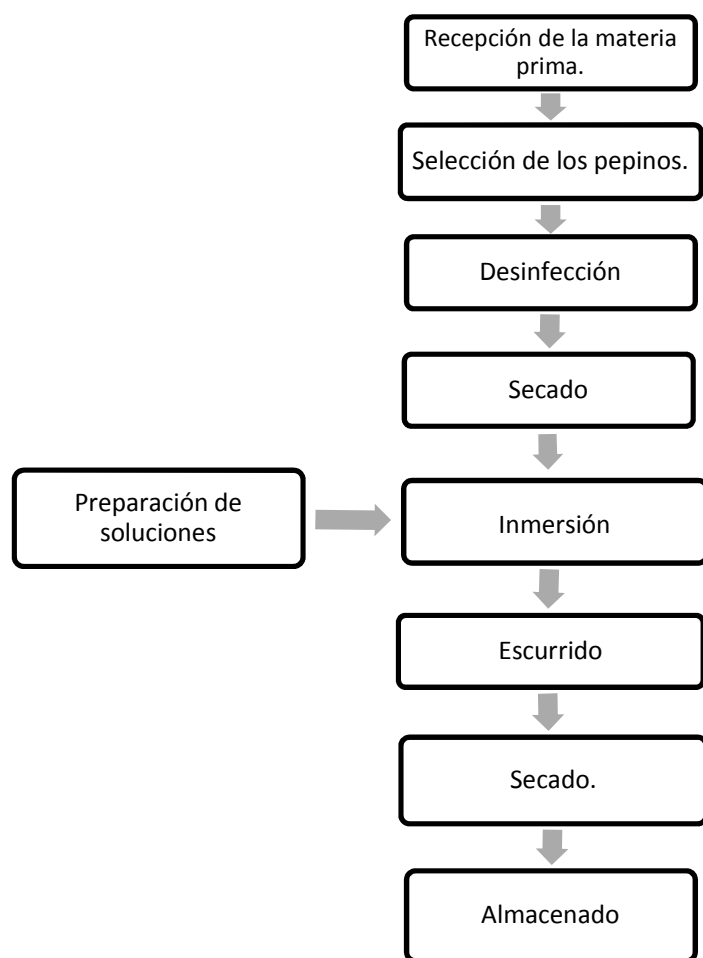 Recepción de la materia
prima.
Selección de los pepinos.
Desinfección
Secado
Preparación de
soluciones
Inmersión
Escurrido
Secado.
Almacenado